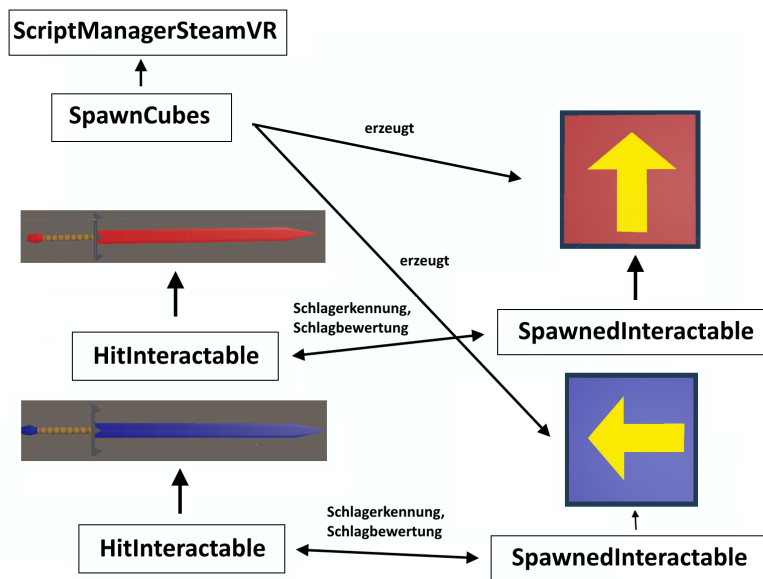 ScriptManagerSteamVR
SpawnCubes
erzeugt
erzeugt
Schlagerkennung,
Schlagbewertung
SpawnedInteractable
HitInteractable
Schlagerkennung,
Schlagbewertung
HitInteractable
SpawnedInteractable